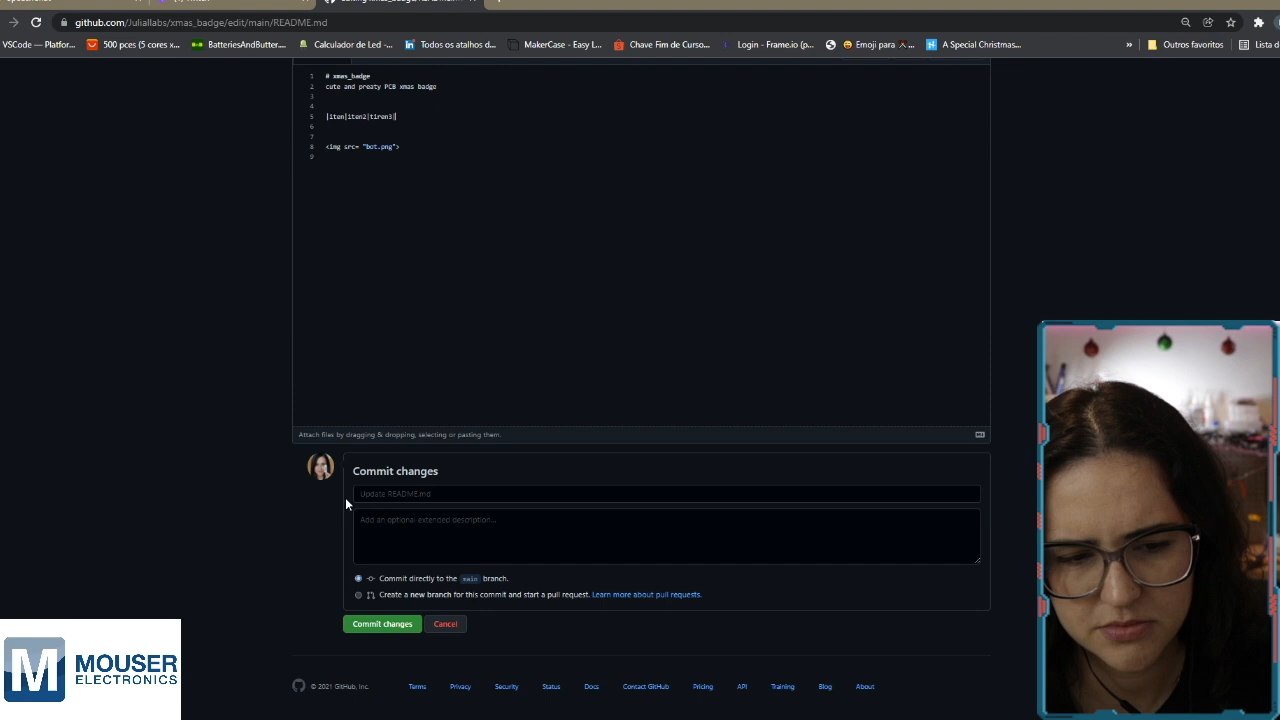 github.com/Juliallabs/xmas_badge/edit/main/README.md
VSCode — Platfor...
500 pces (5 cores x...
BatteriesAndButter...
Calculador de Led -...
Todos os atalhos d...
MakerCase - Easy L...
Chave Fim de Curso...
Login - Frame.io (p...
Emoji para
A Special Christmas...
»
Outros favoritos
Lista d
1 # xmas_badge
2 cute and preaty PCB xmas badge
3
4
5 |iten|iten2|tiren3|
6
7
8 <img src= "bot.png">
9
Attach files by dragging & dropping, selecting or pasting them.
Commit changes
Update README.md
Add an optional extended description...
Commit directly to the main branch.
Create a new branch for this commit and start a pull request. Learn more about pull requests.
Commit changes
Cancel
© 2021 GitHub, Inc.
Terms
Privacy
Security
Status
Docs
Contact GitHub
Pricing
API
Training
Blog
About
M MOUSER
ELECTRONICS